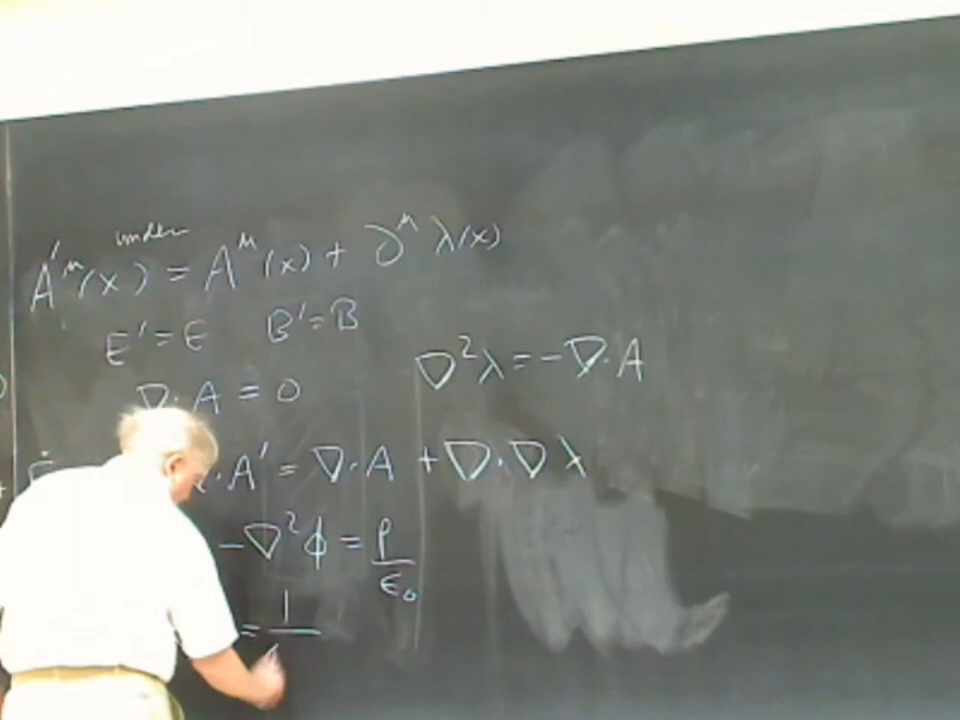 under
A'^μ(x) = A^μ(x) + ∂^μ λ(x)
E' = E B' = B
∇²λ = -∇·A
∇·A = 0
·A' = ∇·A + ∇·∇λ
-∇²ϕ = ρ/ε₀
= 1